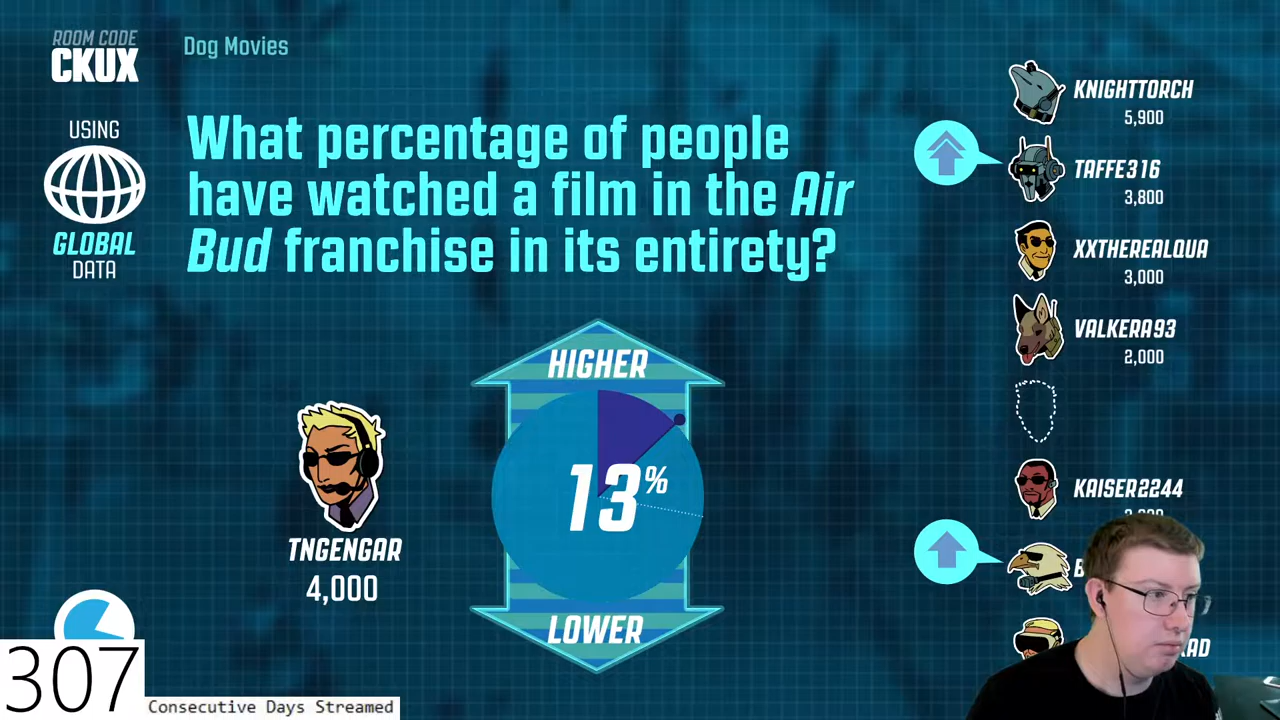 ROOM CODE
CKUX
USING
GLOBAL
DATA
Dog Movies
What percentage of people
have watched a film in the Air
Bud franchise in its entirety?
HIGHER
13%
LOWER
TNGENGAR
4,000
KNIGHTTORCH
5,900
TAFFE316
3,800
XXTHEREALQUA
3,000
VALKERA93
2,000
KAISER2244
307
Consecutive Days Streamed